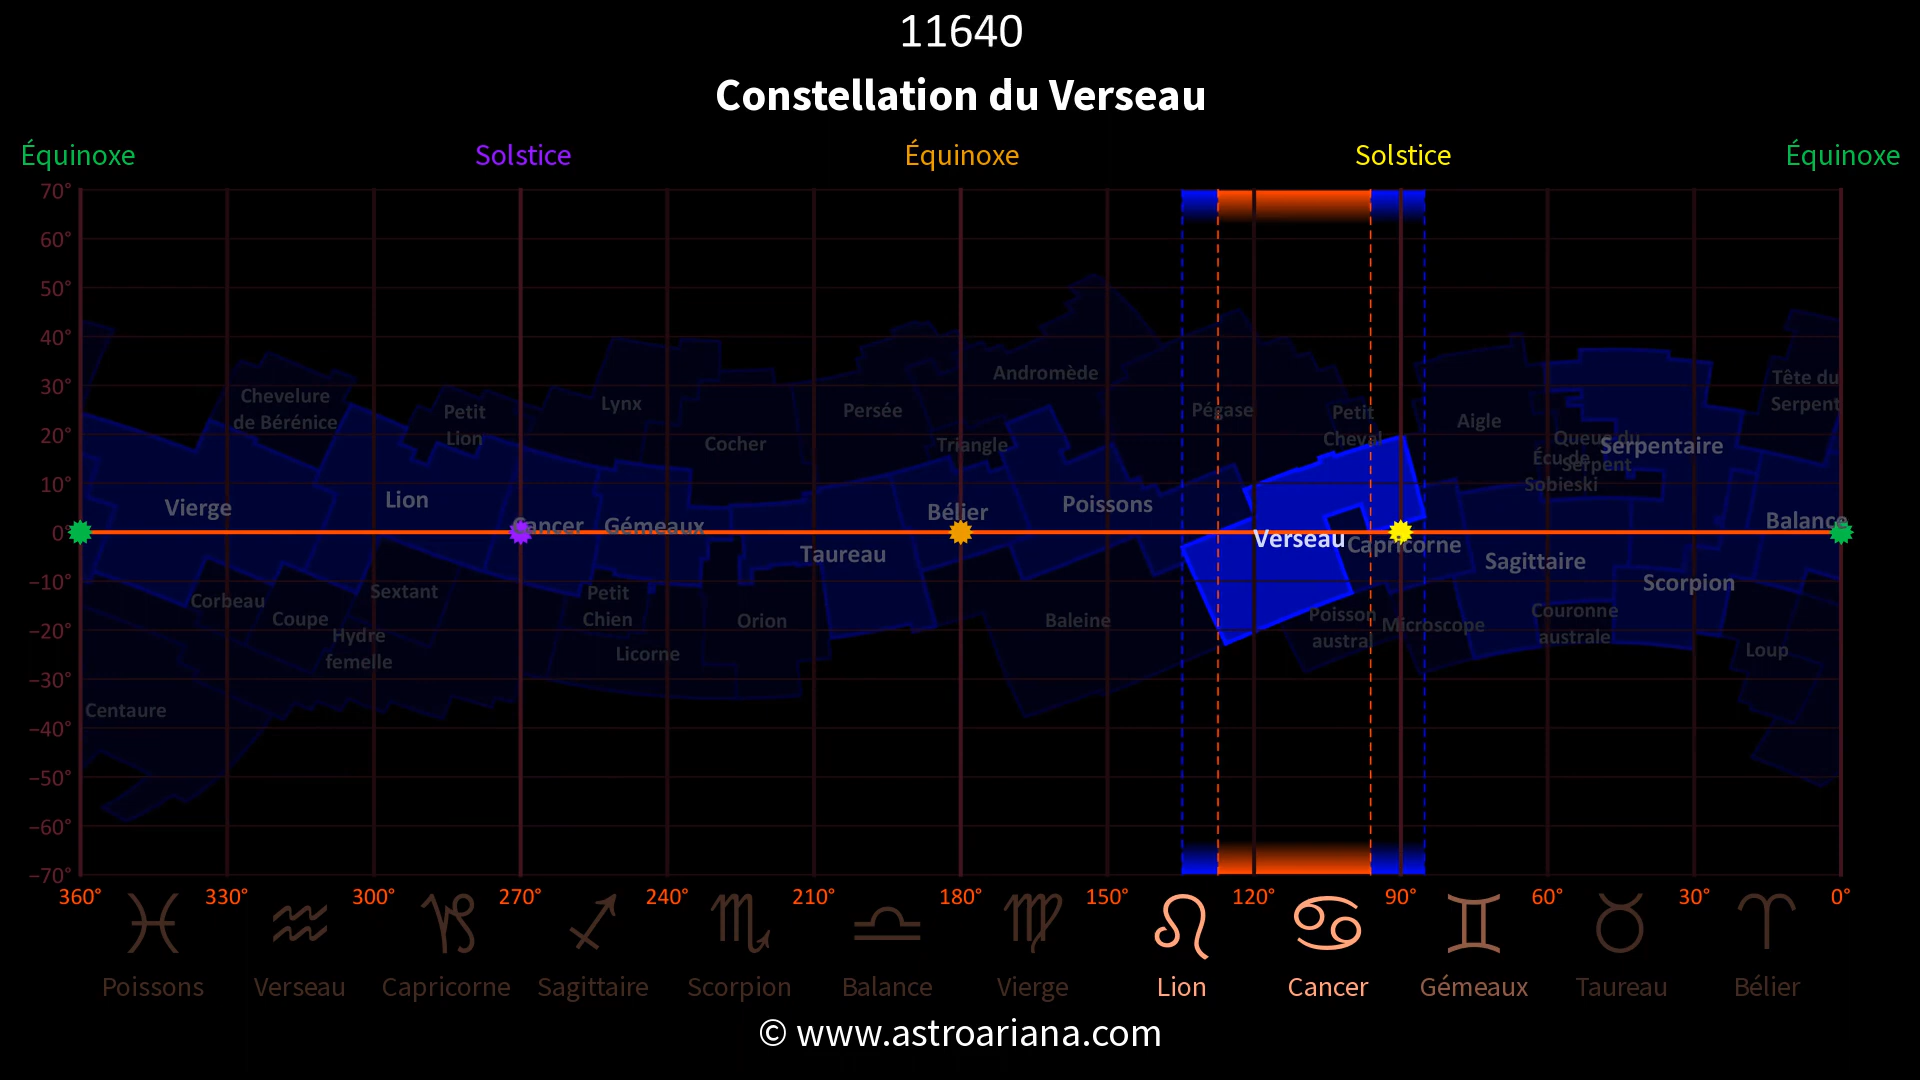 11640
Constellation du Verseau
Équinoxe
Solstice
Équinoxe
Solstice
Équinoxe
70°
60°
50°
40°
30°
20°
10°
0°
−10°
−20°
−30°
−40°
−50°
−60°
−70°
Andromède
Tête du
Serpent
Chevelure
de Bérénice
Petit
Lion
Lynx
Cocher
Persée
Triangle
Pégase
Petit
Cheval
Aigle
Queue du
Serpent
Écu de
Sobieski
Serpentaire
Vierge
Lion
Cancer
Gémeaux
Taureau
Bélier
Poissons
Verseau
Capricorne
Sagittaire
Scorpion
Balance
Corbeau
Coupe
Sextant
Hydre
femelle
Petit
Chien
Licorne
Orion
Baleine
Poisson
austral
Microscope
Couronne
australe
Loup
Centaure
360°
330°
300°
270°
240°
210°
180°
150°
120°
90°
60°
30°
0°
♓ ♒ ♑ ♐ ♏ ♎ ♍ ♌ ♋ ♊ ♉ ♈
Poissons
Verseau
Capricorne
Sagittaire
Scorpion
Balance
Vierge
Lion
Cancer
Gémeaux
Taureau
Bélier
© www.astroariana.com